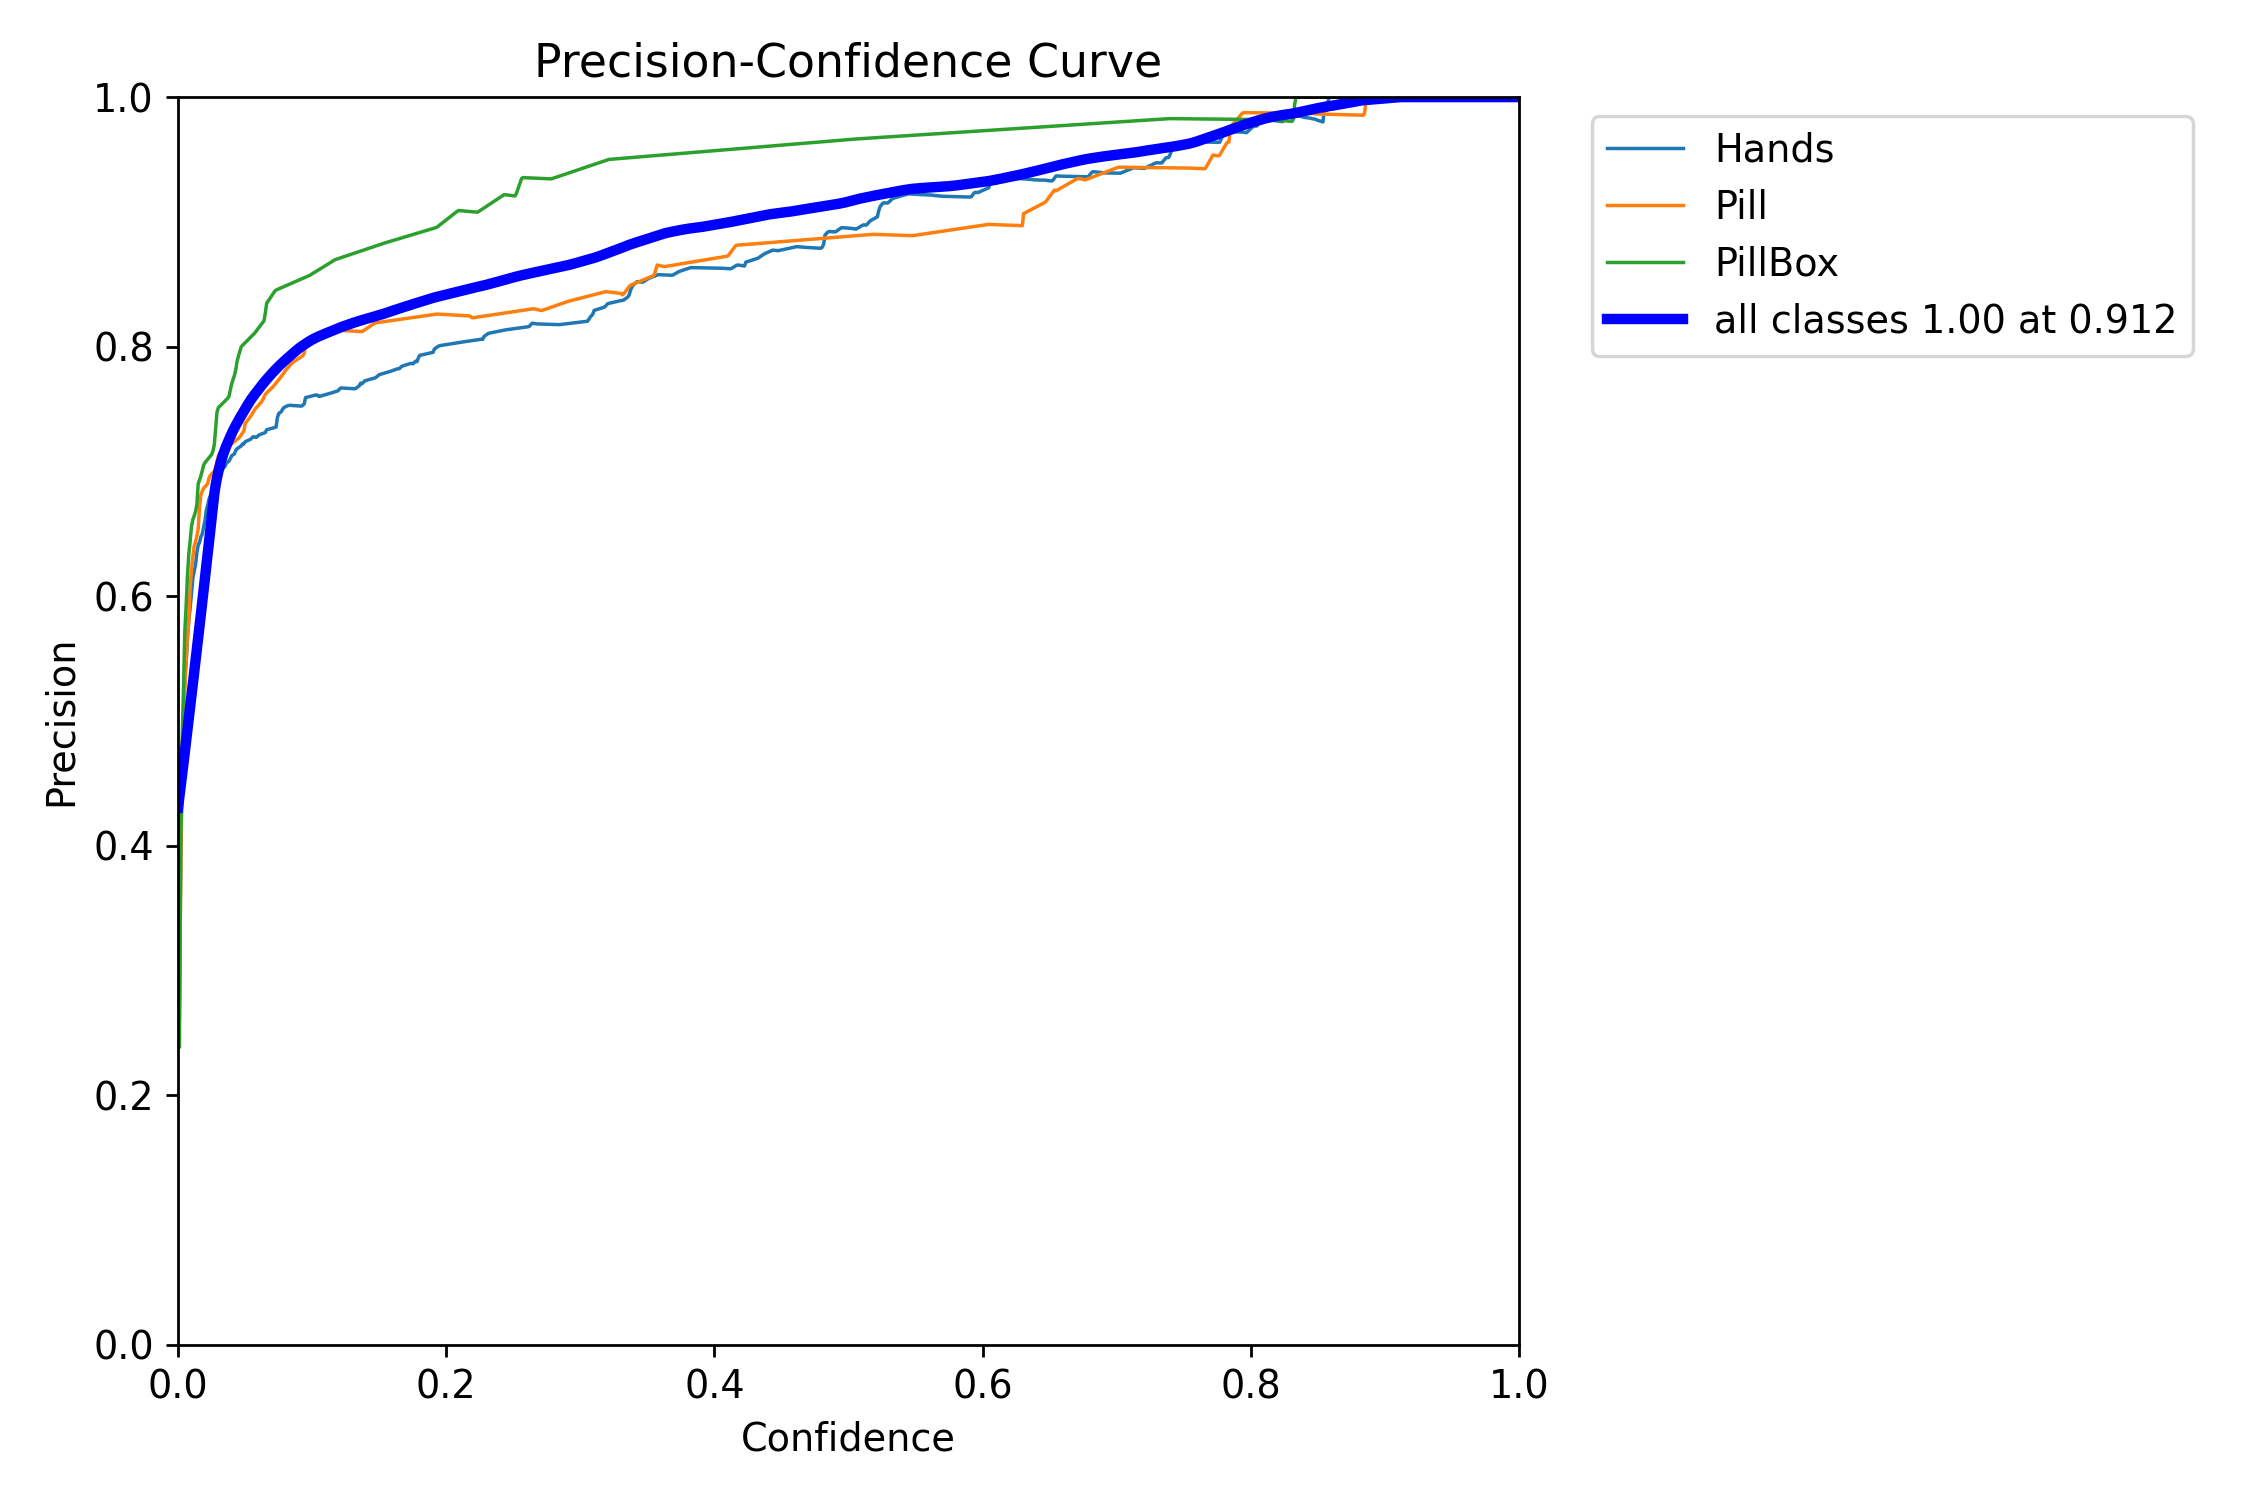 Precision-Confidence Curve
1.0
0.8
0.6
0.4
0.2
0.0
Precision
0.0 0.2 0.4 0.6 0.8 1.0
Confidence
Hands
Pill
PillBox
all classes 1.00 at 0.912